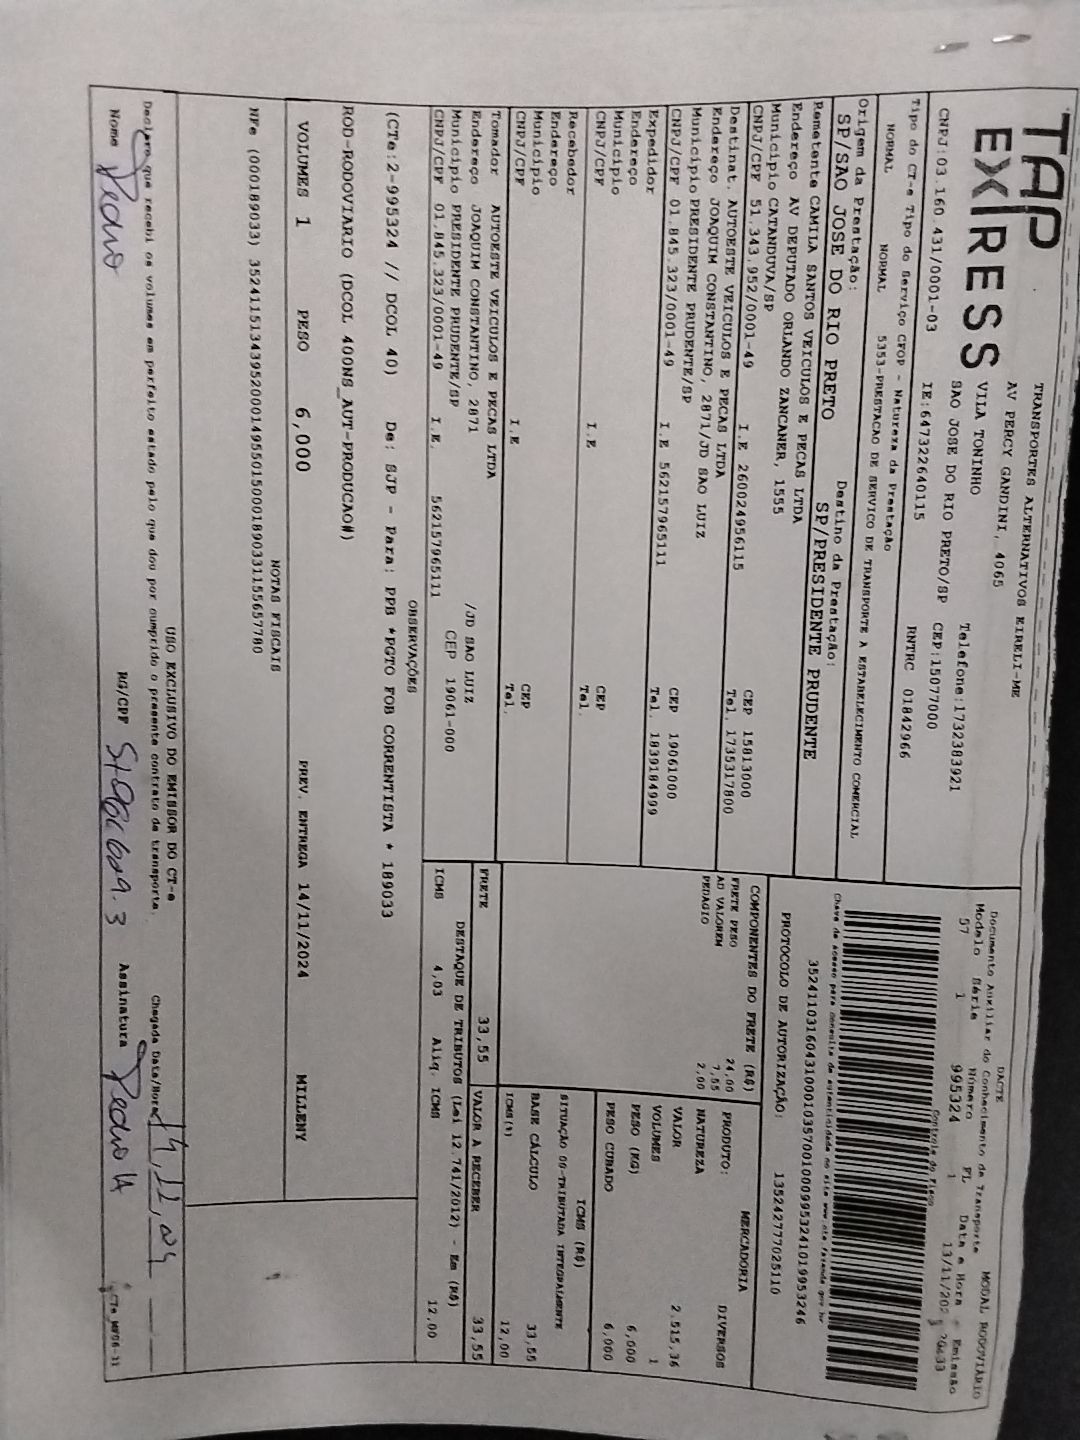 TAP
EXPRESS
TRANSPORTES ALTERNATIVOS EIRELI-ME
AV PERCY GANDINI, 4065
VILA TONINHO
SAO JOSE DO RIO PRETO/SP
Telefone:1732383921
CEP:15077000
CNPJ:03.160.431/0001-03
IE:647322640115
RNTRC 01842966
DACTE
MODAL RODOVIÁRIO
Documento Auxiliar do Conhecimento de Transporte
Modelo Série Número FL Data e Hora Emissão
57 1 995324 1 13/11/202
Controle do Fisco
Chave de acesso para consulta de autenticidade no site www.cte.fazenda.gov.br
PROTOCOLO DE AUTORIZAÇÃO: 135242777025110
Tipo do CT-e Tipo do Serviço CFOP - Natureza da Prestação
NORMAL NORMAL 5353-PRESTACAO DE SERVICO DE TRANSPORTE A ESTABELECIMENTO COMERCIAL
Origem da Prestação: Destino da Prestação:
SP/SAO JOSE DO RIO PRETO SP/PRESIDENTE PRUDENTE
Remetente CAMILA SANTOS VEICULOS E PECAS LTDA
Endereço AV DEPUTADO ORLANDO ZANCANER, 1555
Município CATANDUVA/SP CEP 15813000
CNPJ/CPF 51.343.952/0001-49 I.E 260024956115 Tel. 1735317800
Destinat. AUTOESTE VEICULOS E PECAS LTDA
Endereço JOAQUIM CONSTANTINO, 2871/JD SAO LUIZ
Município PRESIDENTE PRUDENTE/SP CEP 19061000
CNPJ/CPF 01.845.323/0001-49 I.E 562157965111 Tel. 1839184999
Expedidor
Endereço
Município CEP
CNPJ/CPF I.E Tel.
Recebedor
Endereço
Município CEP
CNPJ/CPF I.E Tel.
Tomador AUTOESTE VEICULOS E PECAS LTDA
Endereço JOAQUIM CONSTANTINO, 2871 /JD SAO LUIZ
Município PRESIDENTE PRUDENTE/SP CEP 19061-000
CNPJ/CPF 01.845.323/0001-49 I.E. 562157965111
COMPONENTES DO FRETE (R$)
FRETE PESO 24,00
AD VALOREM 7,55
PEDAGIO 2,00
MERCADORIA
PRODUTO: DIVERSOS
NATUREZA
VALOR 2.515,36
VOLUMES 1
PESO (KG) 6,000
PESO CUBADO 6,000
ICMS (R$)
SITUAÇÃO 00-TRIBUTADA INTEGRALMENTE
BASE CÁLCULO 33,55
ICMS(%) 12,00
FRETE 33,55 VALOR A RECEBER 33,55
DESTAQUE DE TRIBUTOS (Lei 12.741/2012) - Em (R$)
ICMS 4,03 Aliq. ICMS 12,00
OBSERVAÇÕES
(CTe:2-995324 // DCOL 40) De: SJP - Para: PPB *PGTO FOB CORRENTISTA * 189033
ROD-RODOVIARIO (DCOL 400NS_AUT-PRODUCAO#)
VOLUMES 1 PESO 6,000 PREV. ENTREGA 14/11/2024 MILLENY
NOTAS FISCAIS
NFe (000189033) 35241151343952000149550150001890331155657780
USO EXCLUSIVO DO EMISSOR DO CT-e
Declaro que recebi os volumes em perfeito estado pelo que dou por cumprido o presente contrato de transporte.
Chegada Data/Hora
Nome Pedro RG/CPF Assinatura Pedro H